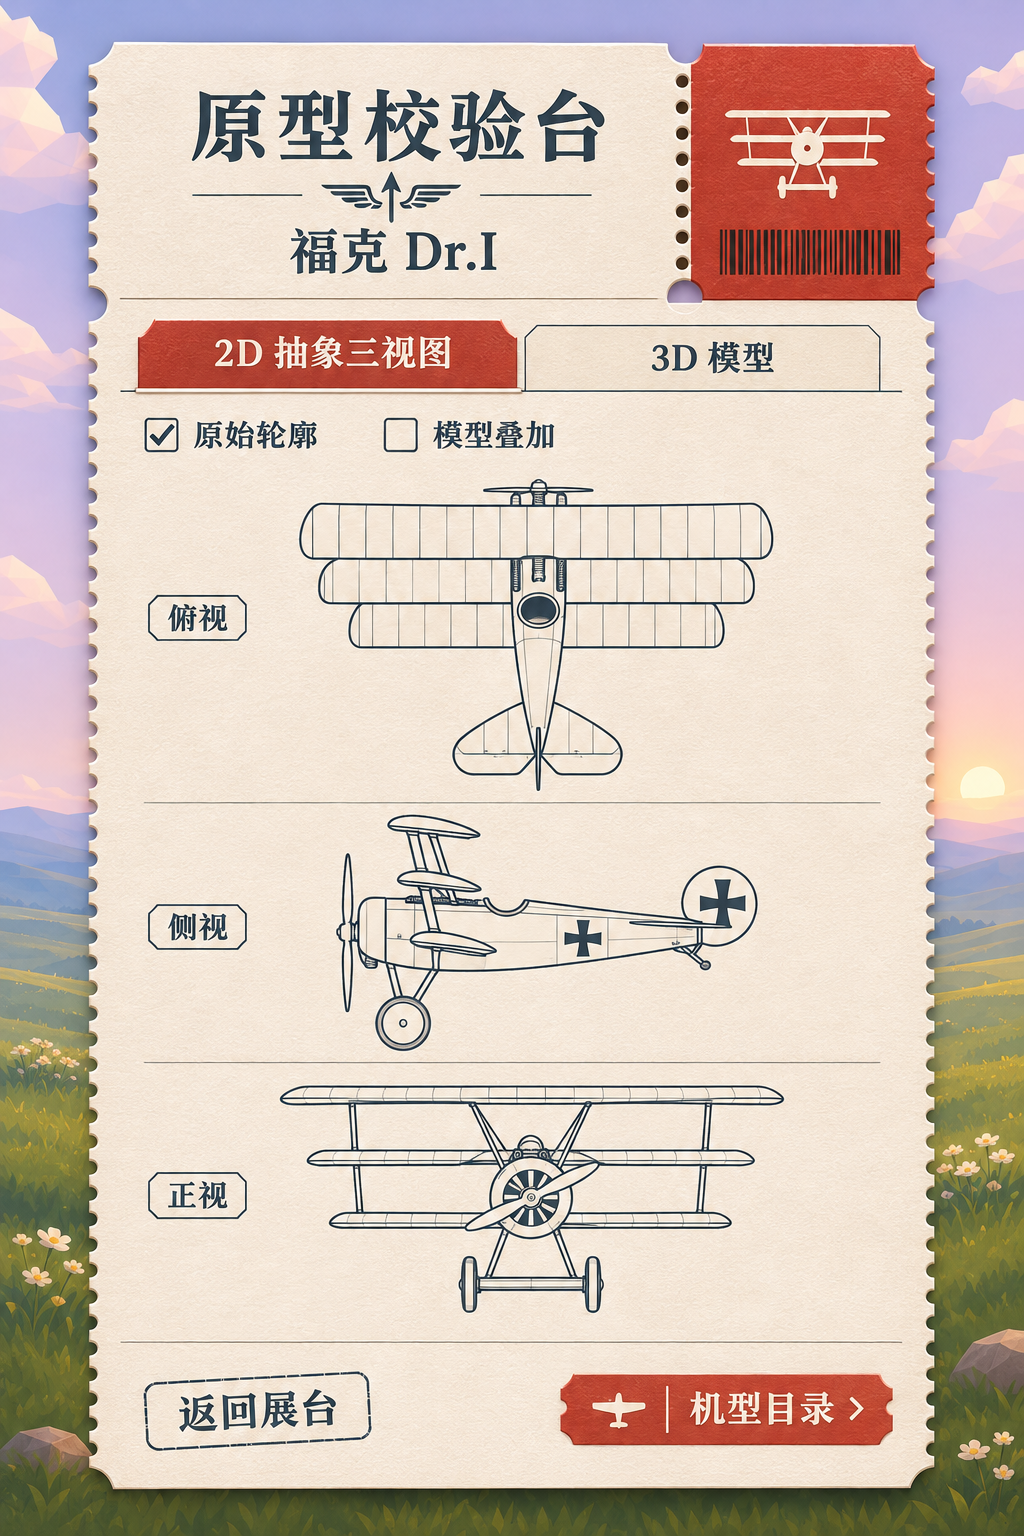 原型校验台
福克 Dr.I
2D 抽象三视图
3D 模型
原始轮廓
模型叠加
俯视
侧视
正视
返回展台
机型目录